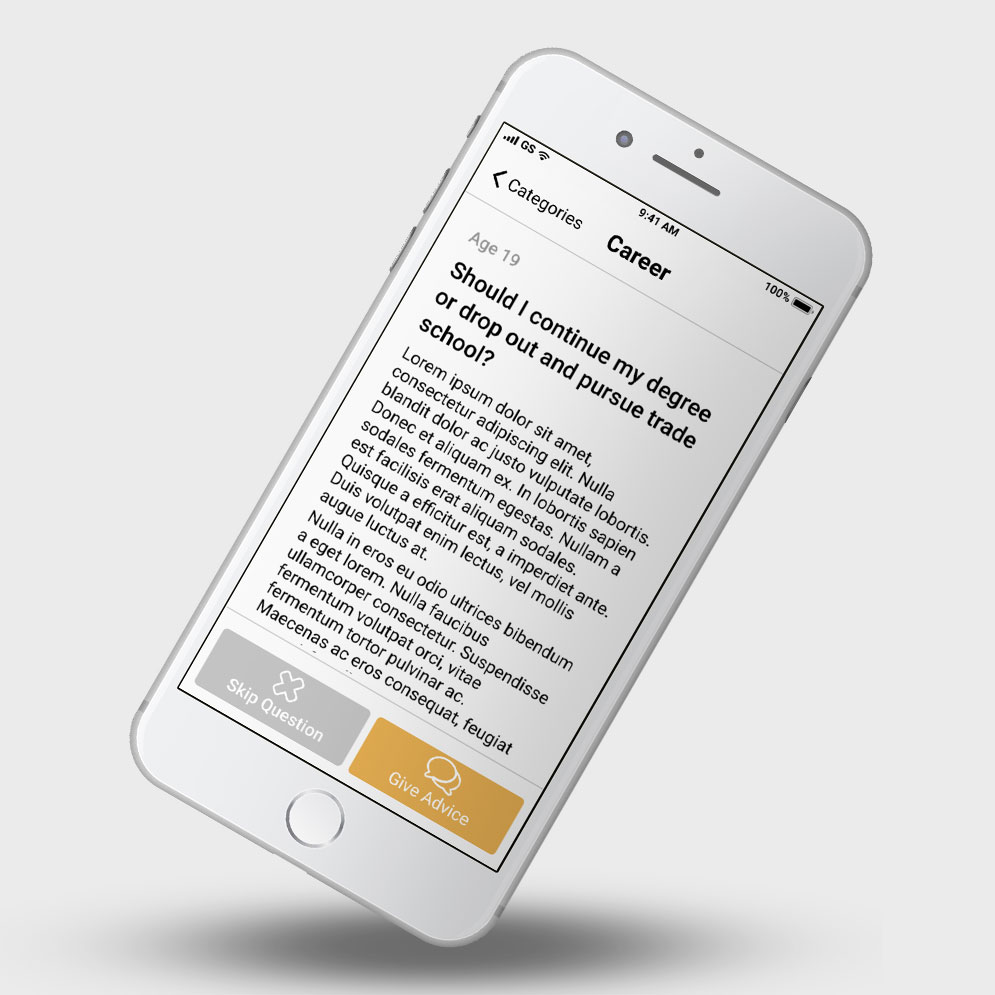 GS
9:41 AM
100%
Categories
Career
Age 19
Should I continue my degree
or drop out and pursue trade
school?
Lorem ipsum dolor sit amet,
consectetur adipiscing elit. Nulla
blandit dolor ac justo vulputate lobortis.
Donec et aliquam ex. In lobortis sapien
sodales fermentum egestas. Nullam a
est facilisis erat aliquam sodales.
Quisque a efficitur est, a imperdiet ante.
Duis volutpat enim lectus, vel mollis
augue luctus at.
Nulla in eros eu odio ultrices bibendum
a eget lorem. Nulla faucibus
ullamcorper consectetur. Suspendisse
fermentum volutpat orci, vitae
fermentum tortor pulvinar ac.
Maecenas ac eros consequat, feugiat
Skip Question
Give Advice